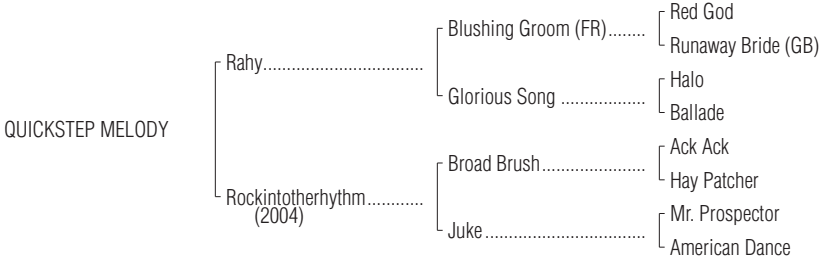 Red God
Blushing Groom (FR)........
Runaway Bride (GB)
Rahy................................
Halo
Glorious Song .................
Ballade
QUICKSTEP MELODY
Ack Ack
Broad Brush.....................
Hay Patcher
Rockintotherhythm............
(2004)
Mr. Prospector
Juke................................
American Dance